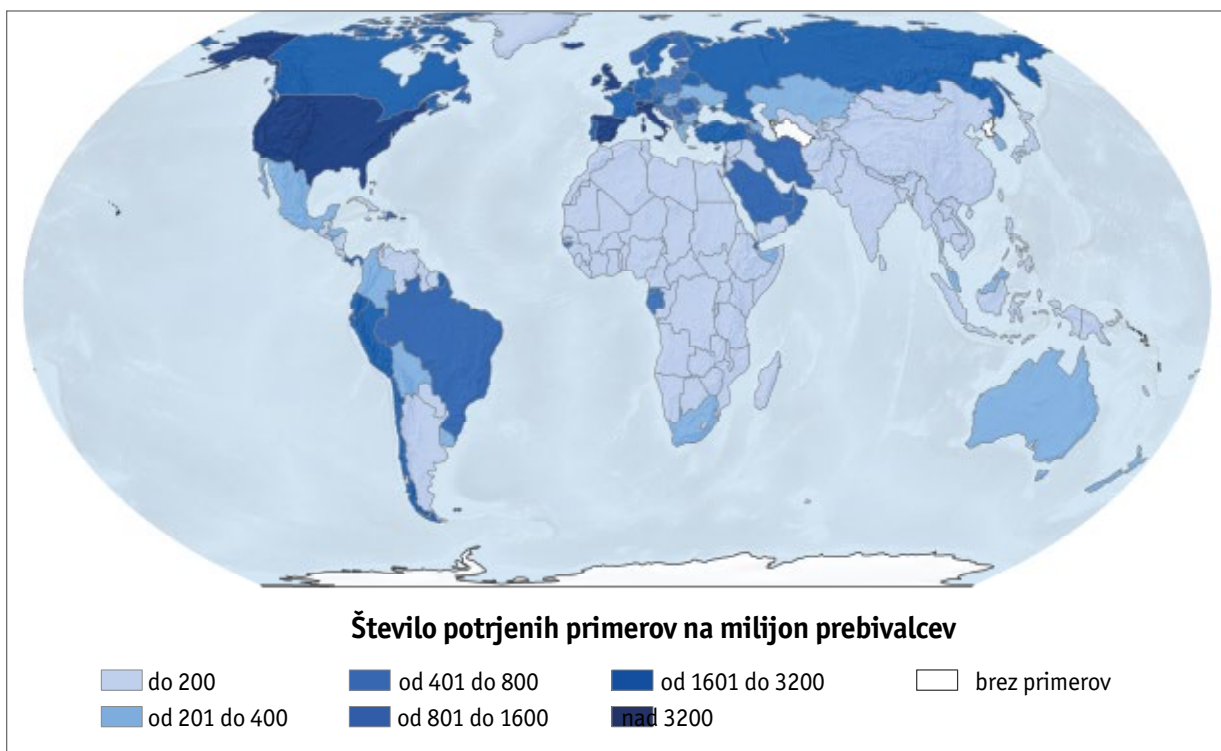 Število potrjenih primerov na milijon prebivalcev
do 200
od 401 do 800
od 1601 do 3200
brez primerov
od 201 do 400
od 801 do 1600
nad 3200